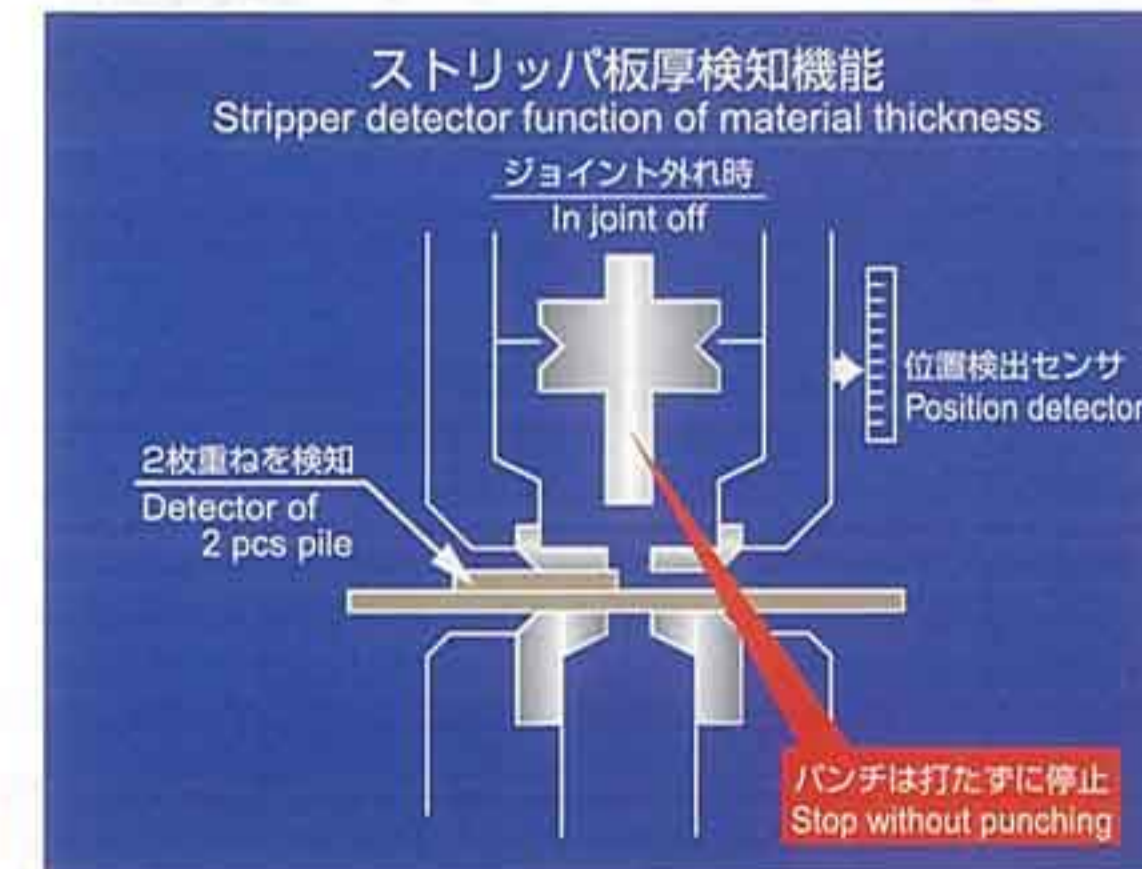 ストリッパ板厚検知機能
Stripper detector function of material thickness
ジョイント外れ時
In joint off
位置検出センサ
Position detector
2枚重ねを検知
Detector of
2 pcs pile
パンチは打たずに停止
Stop without punching